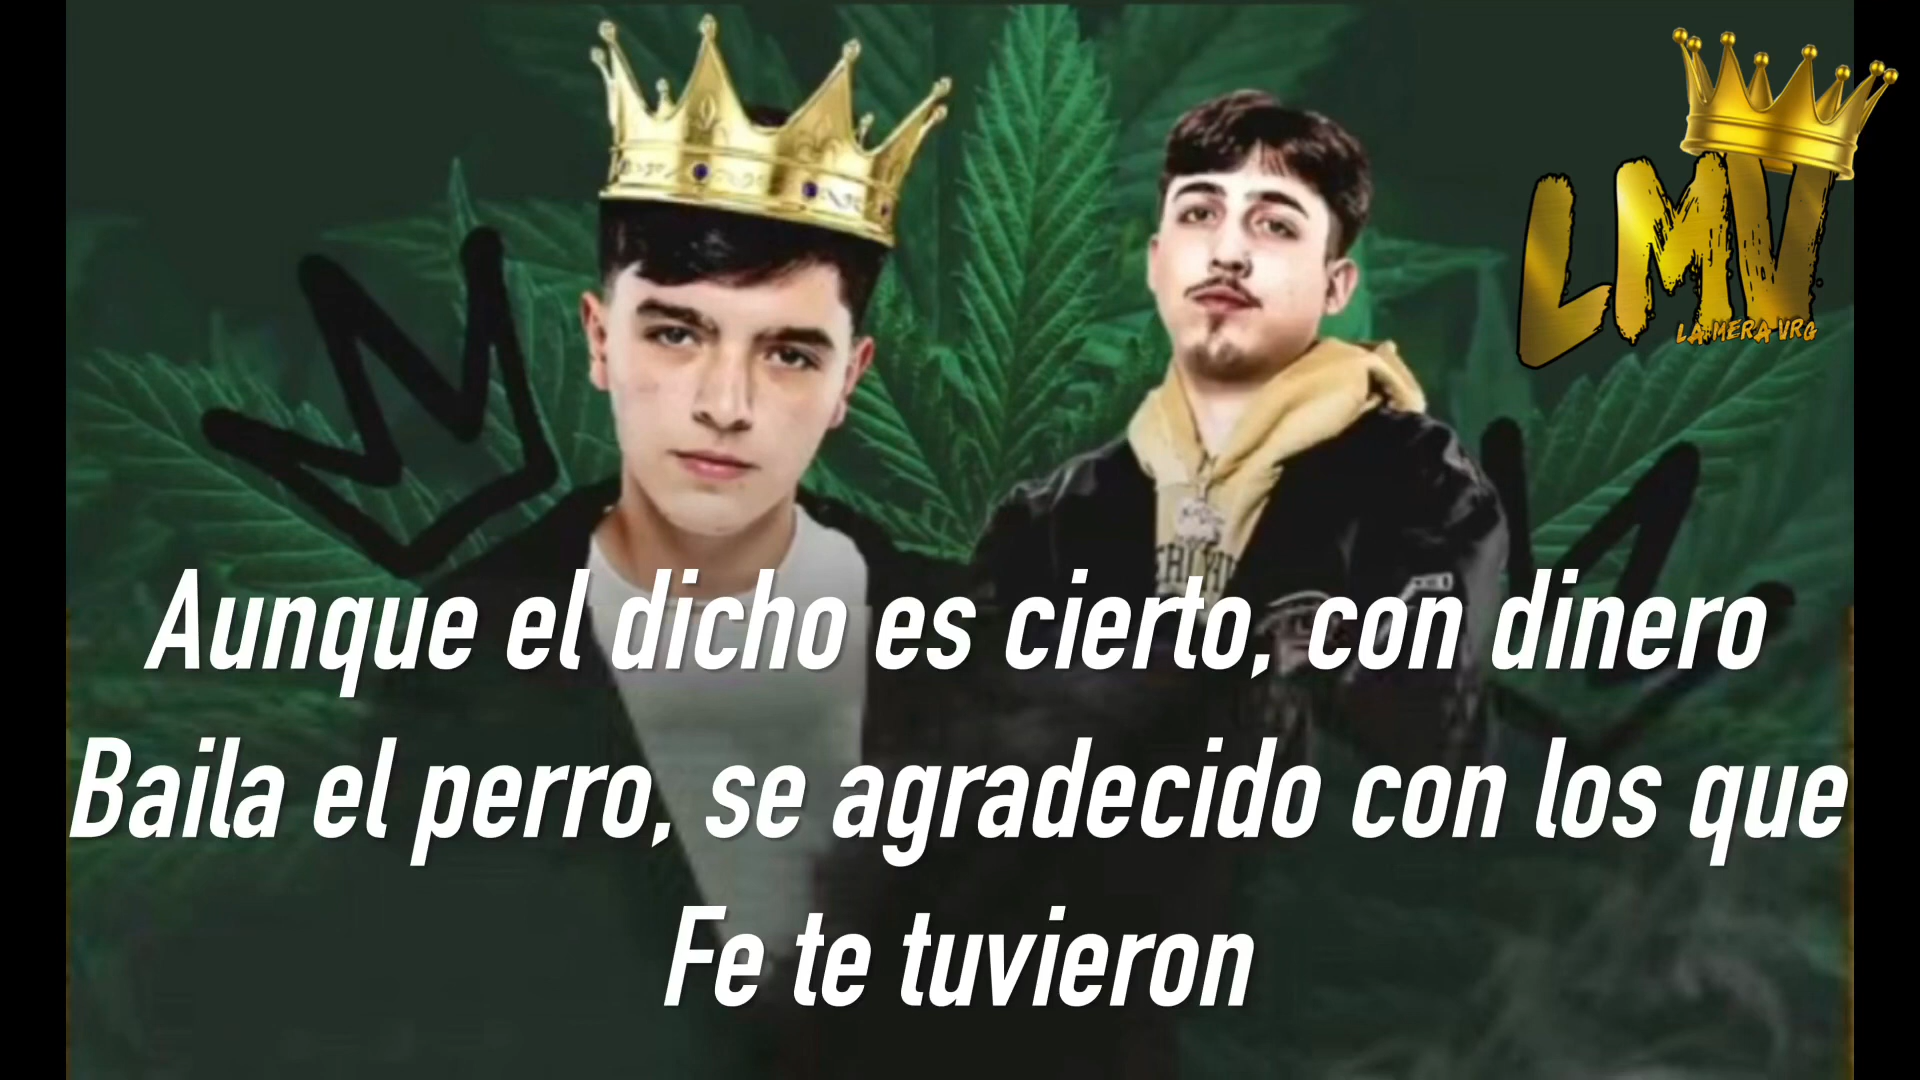 LMV
LA MERA VRG
Aunque el dicho es cierto, con dinero
Baila el perro, se agradecido con los que
Fe te tuvieron